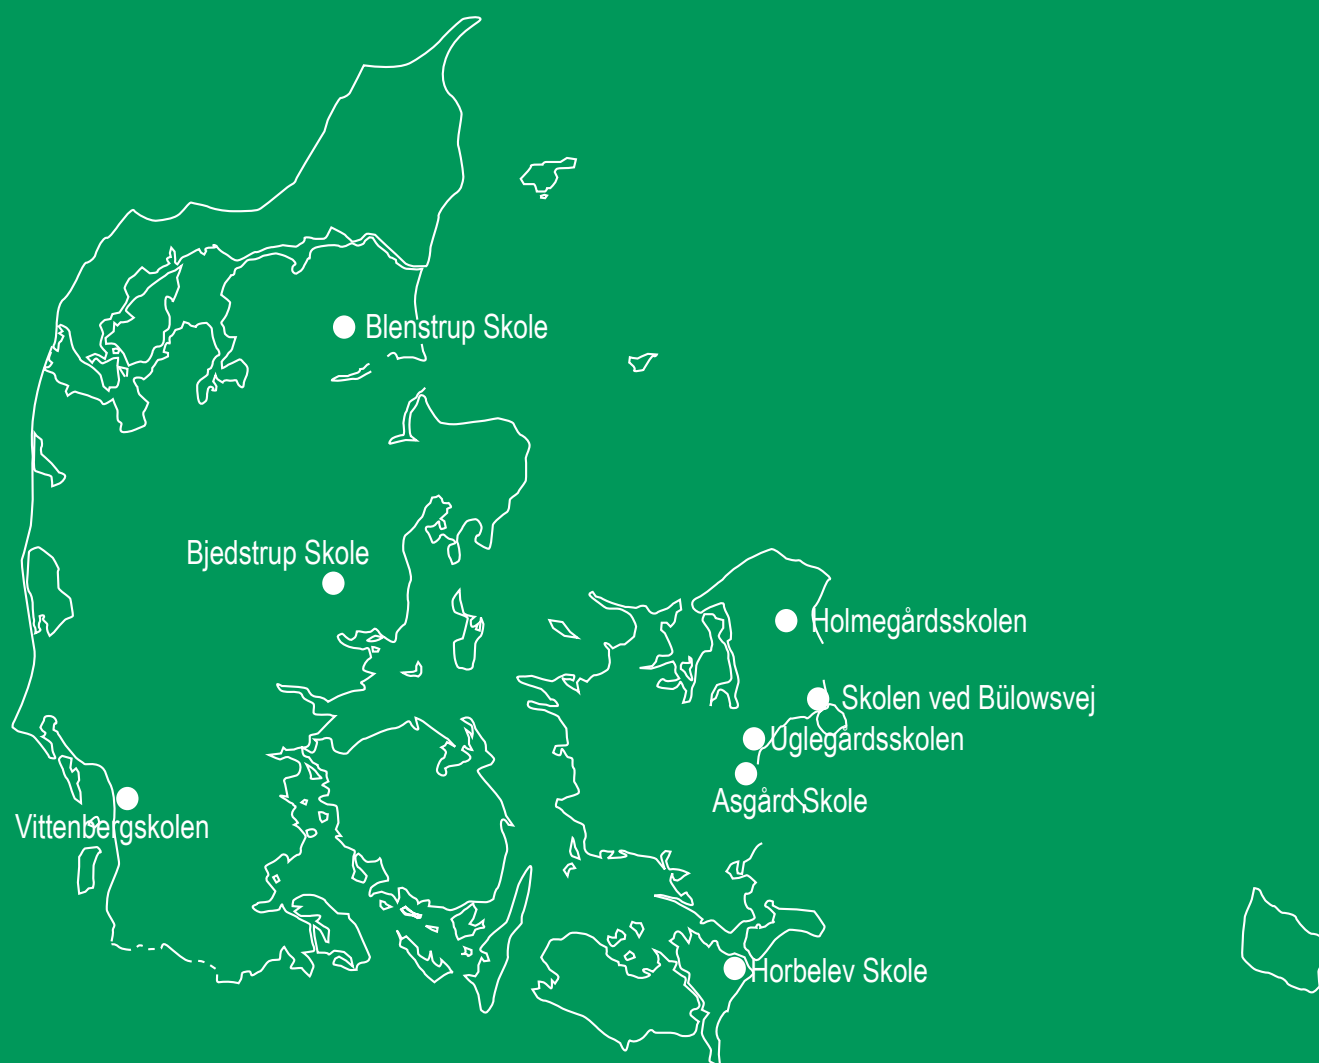 Blenstrup Skole
Bjedstrup Skole
Holmegårdsskolen
Skolen ved Bülowsvej
Uglegårdsskolen
Asgård Skole
Vittenbergskolen
Horbelev Skole